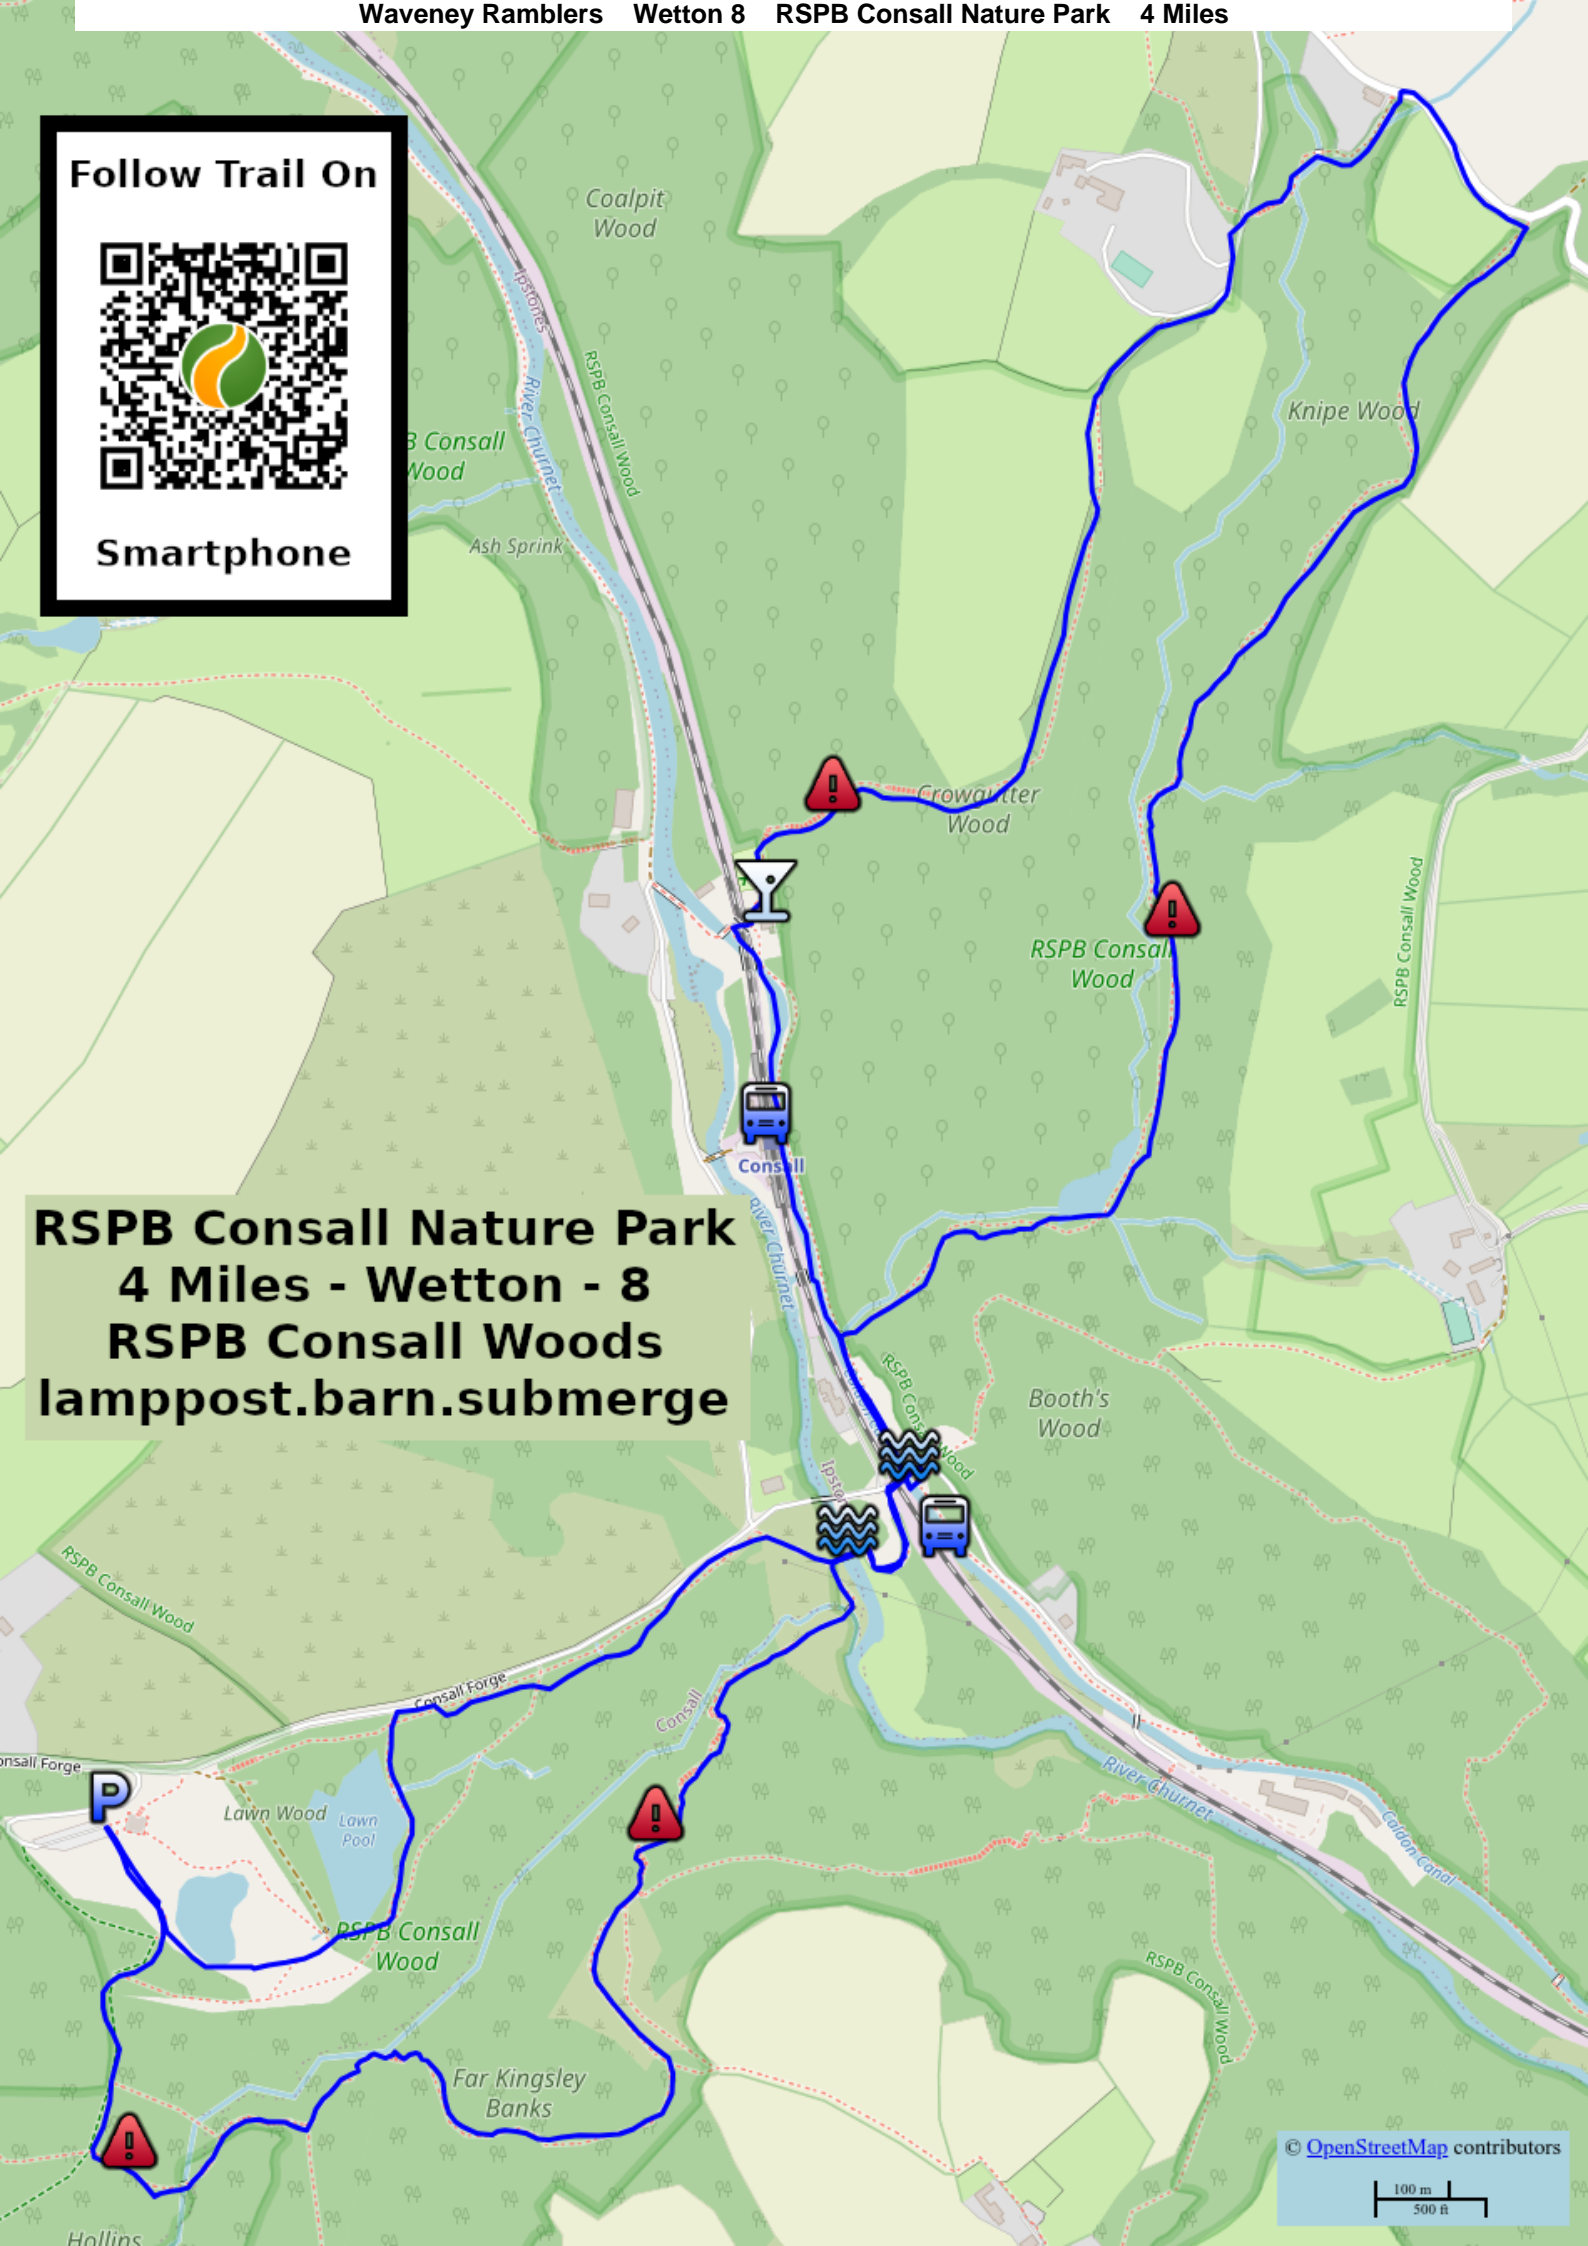 Waveney Ramblers Wetton 8 RSPB Consall Nature Park 4 Miles
Follow Trail On
Smartphone
Coalpit
Wood
Ipstones
RSPB Consall Wood
River Churnet
B Consall
Wood
Ash Sprink
Knipe Wood
Crowgutter
Wood
RSPB Consall
Wood
RSPB Consall Wood
Consall
River Churnet
RSPB Consall Nature Park
4 Miles - Wetton - 8
RSPB Consall Woods
lamppost.barn.submerge
RSPB Consall Wood
Booth's
Wood
RSPB Consall Wood
Consall Forge
Consall
onsall Forge
P
Lawn Wood
Lawn
Pool
River Churnet
Caldon Canal
RSPB Consall
Wood
RSPB Consall Wood
Far Kingsley
Banks
Hollins
© OpenStreetMap contributors
100 m
500 ft